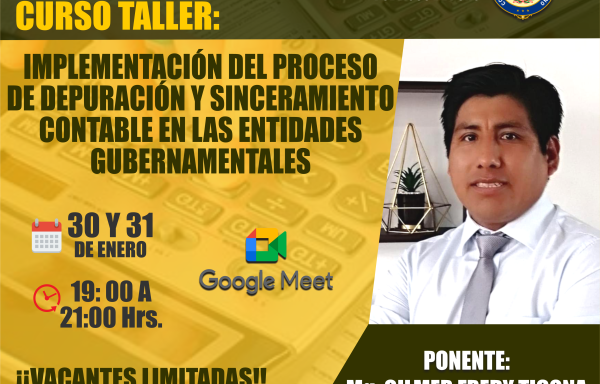 CURSO TALLER:
IMPLEMENTACIÓN DEL PROCESO
DE DEPURACIÓN Y SINCERAMIENTO
CONTABLE EN LAS ENTIDADES
GUBERNAMENTALES
30 Y 31
DE ENERO
Google Meet
19: 00 A
21:00 Hrs.
¡¡VACANTES LIMITADAS!!
PONENTE: